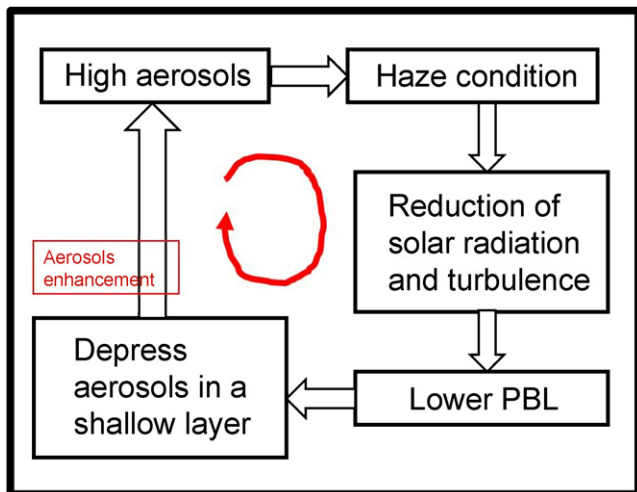 High aerosols
Haze condition
Reduction of
solar radiation
and turbulence
Lower PBL
Depress
aerosols in a
shallow layer
Aerosols
enhancement